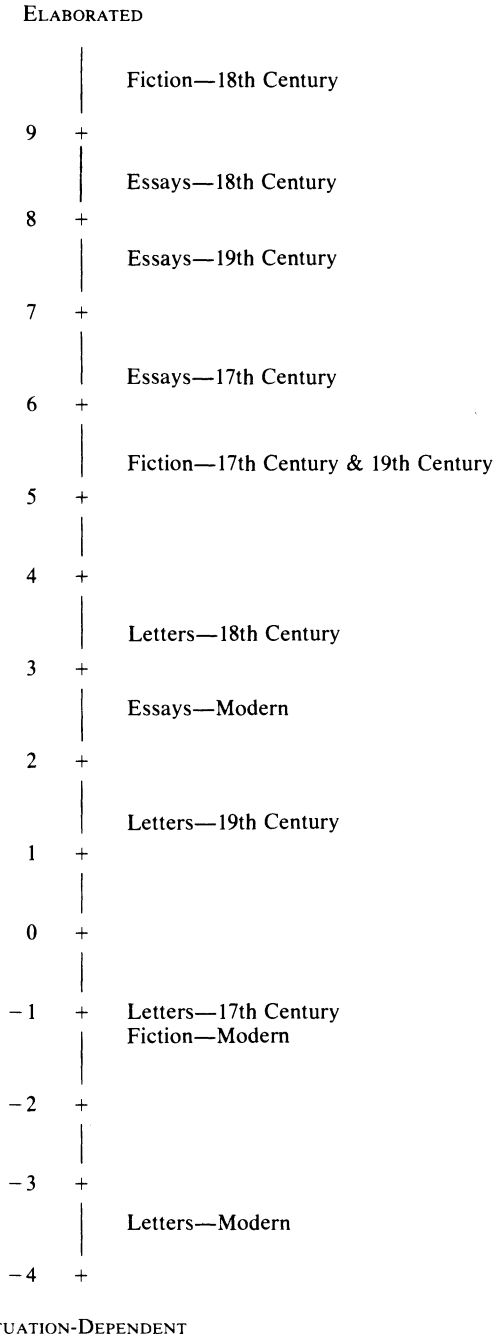 ELABORATED
Fiction—18th Century
9 +
Essays—18th Century
8 +
Essays—19th Century
7 +
Essays—17th Century
6 +
Fiction—17th Century & 19th Century
5 +
4 +
Letters—18th Century
3 +
Essays—Modern
2 +
Letters—19th Century
1 +
0 +
−1 + Letters—17th Century
Fiction—Modern
−2 +
−3 +
Letters—Modern
−4 +
TUATION-DEPENDENT